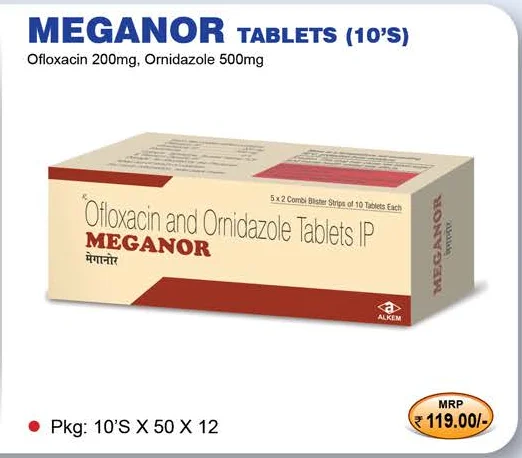 MEGANOR TABLETS (10'S)
Ofloxacin 200mg, Ornidazole 500mg
5 x 2 Combi Blister Strips of 10 Tablets Each
Rx
Ofloxacin and Ornidazole Tablets IP
MEGANOR
मेगानोर
ALKEM
MEGANOR
मेगानोर
Pkg: 10'S X 50 X 12
MRP
₹ 119.00/-